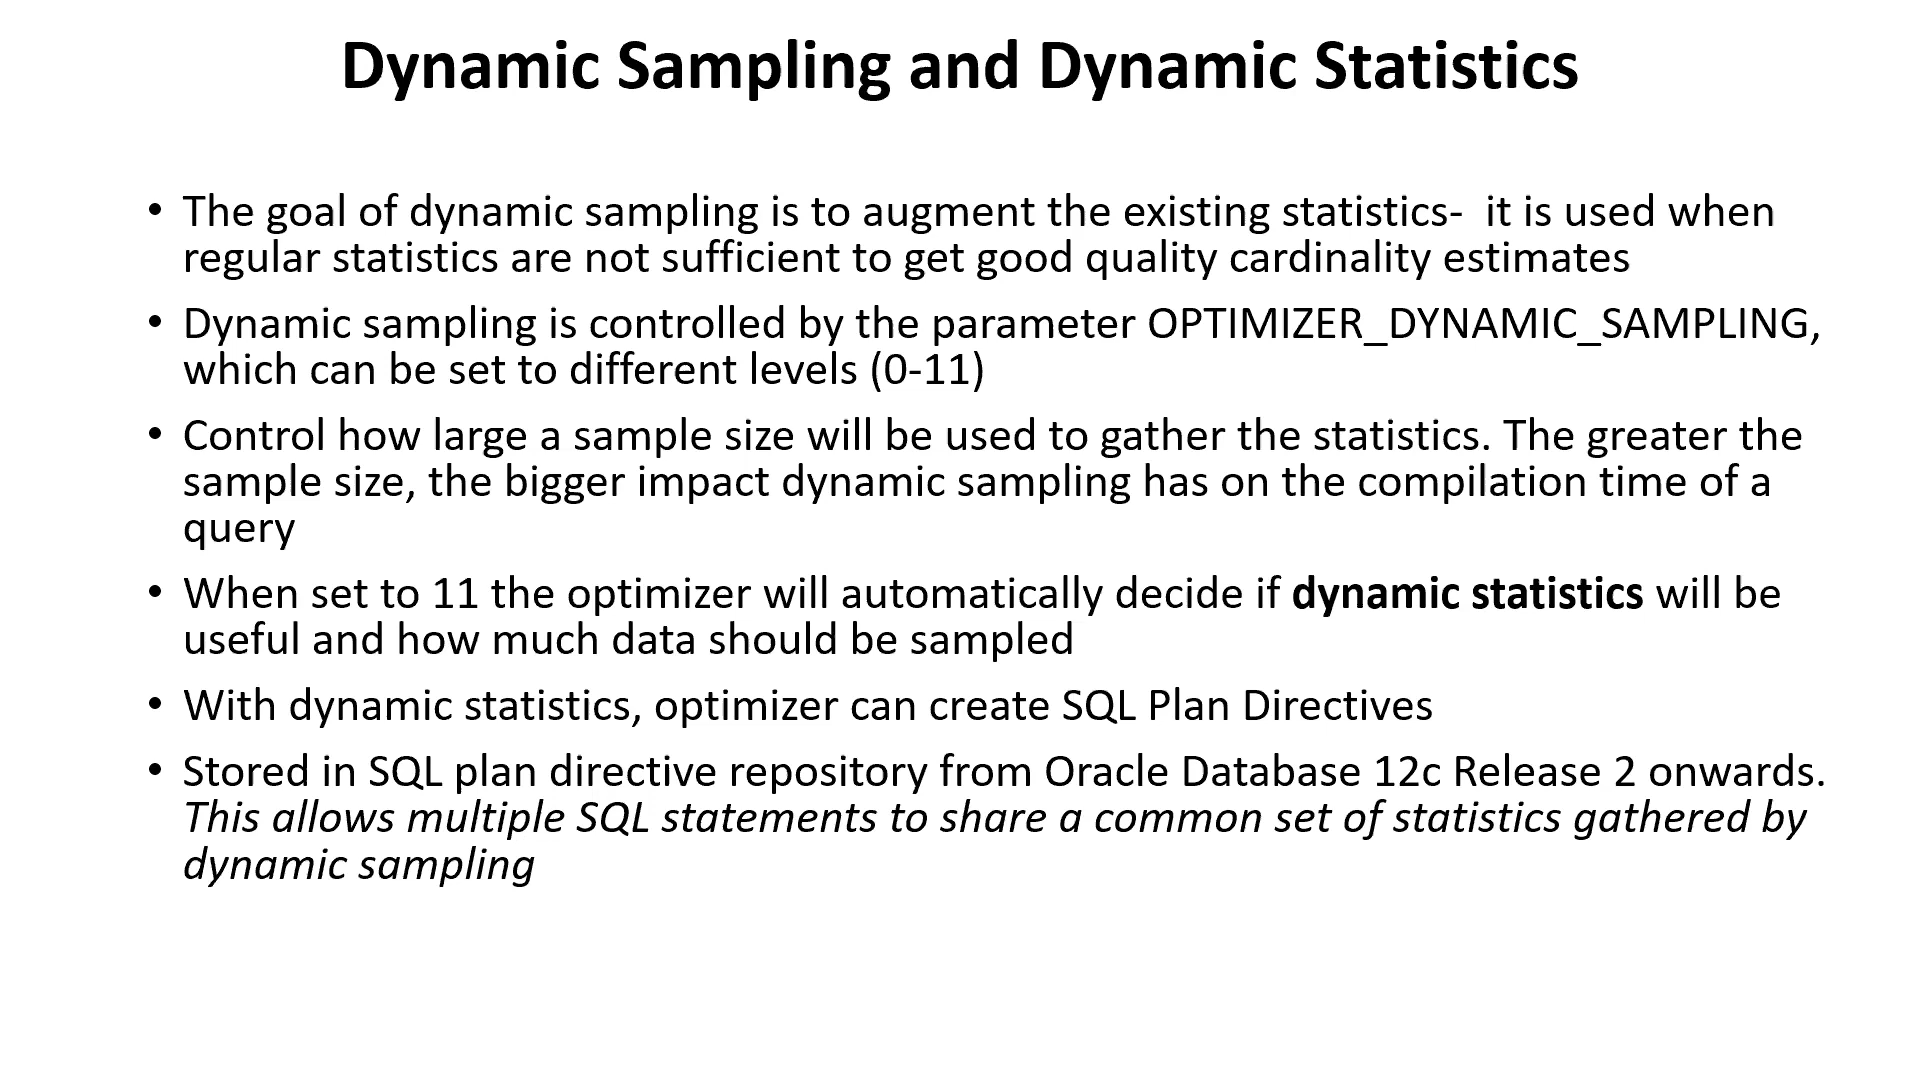 Dynamic Sampling and Dynamic Statistics
• The goal of dynamic sampling is to augment the existing statistics-  it is used when
regular statistics are not sufficient to get good quality cardinality estimates
• Dynamic sampling is controlled by the parameter OPTIMIZER_DYNAMIC_SAMPLING,
which can be set to different levels (0-11)
• Control how large a sample size will be used to gather the statistics. The greater the
sample size, the bigger impact dynamic sampling has on the compilation time of a
query
• When set to 11 the optimizer will automatically decide if dynamic statistics will be
useful and how much data should be sampled
• With dynamic statistics, optimizer can create SQL Plan Directives
• Stored in SQL plan directive repository from Oracle Database 12c Release 2 onwards.
This allows multiple SQL statements to share a common set of statistics gathered by
dynamic sampling